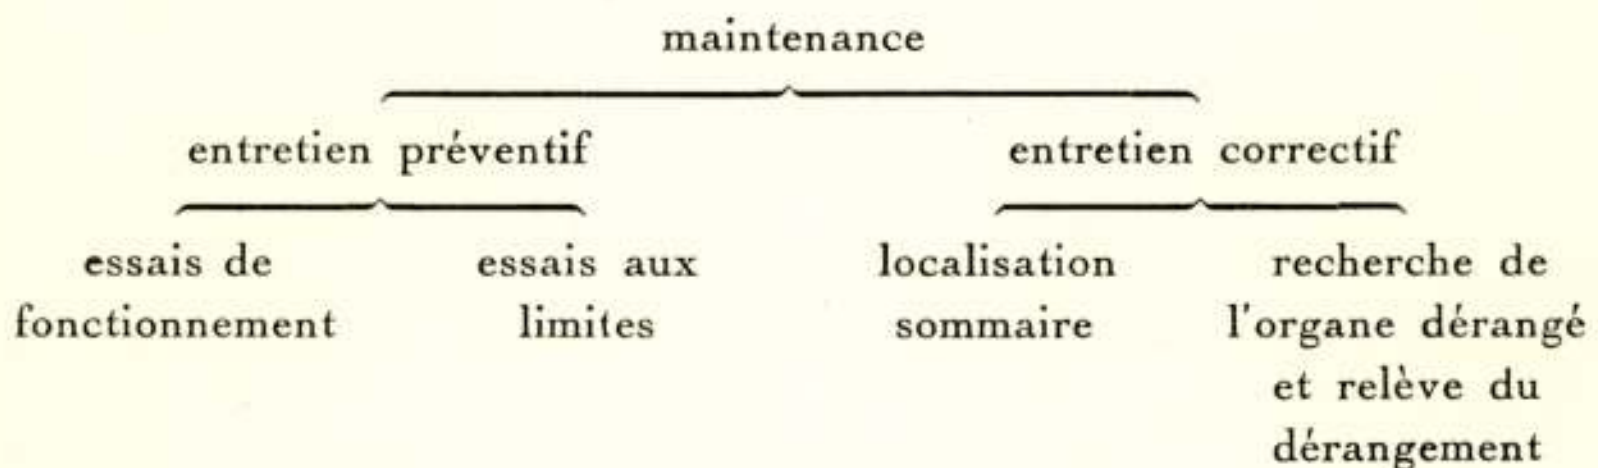 maintenance
entretien préventif
entretien correctif
essais de
fonctionnement
essais aux
limites
localisation
sommaire
recherche de
l'organe dérangé
et relève du
dérangement